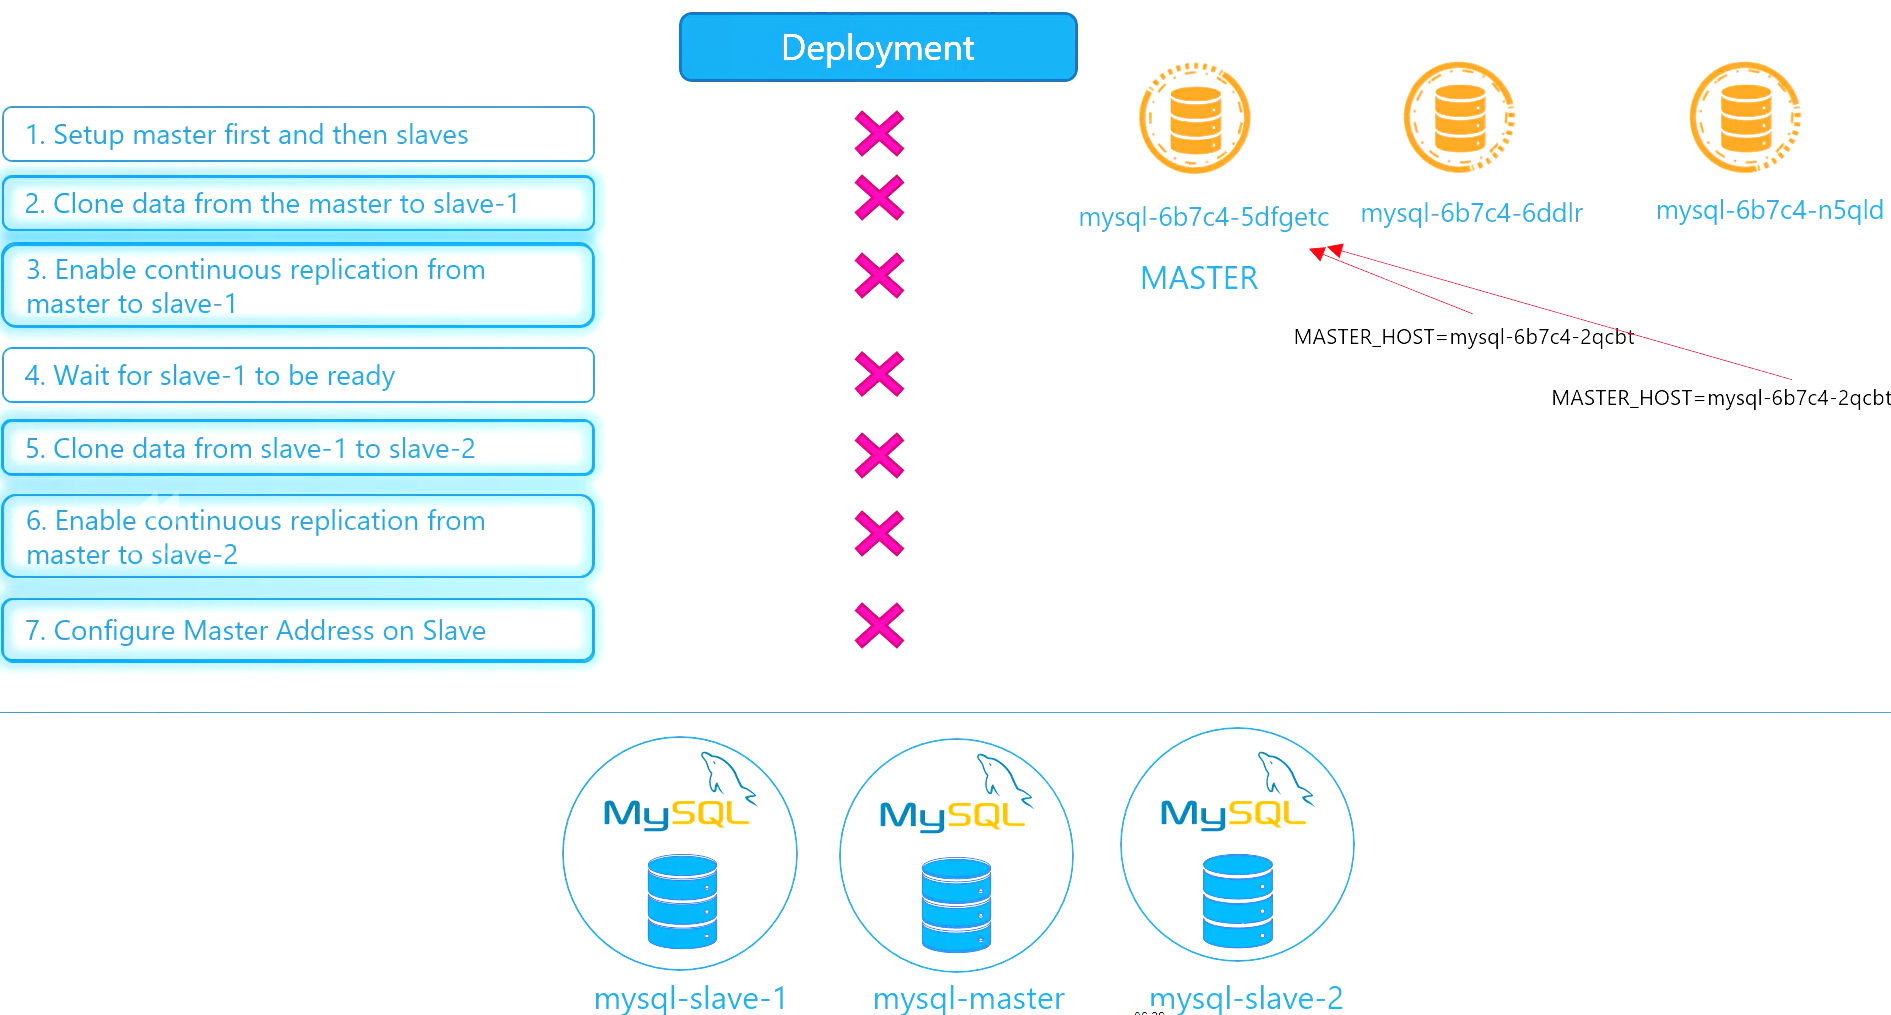 Deployment
1. Setup master first and then slaves
2. Clone data from the master to slave-1
3. Enable continuous replication from
master to slave-1
4. Wait for slave-1 to be ready
5. Clone data from slave-1 to slave-2
6. Enable continuous replication from
master to slave-2
7. Configure Master Address on Slave
mysql-6b7c4-5dfgetc
mysql-6b7c4-6ddlr
mysql-6b7c4-n5qld
MASTER
MASTER_HOST=mysql-6b7c4-2qcbt
MASTER_HOST=mysql-6b7c4-2qcbt
MySQL
MySQL
MySQL
mysql-slave-1
mysql-master
mysql-slave-2